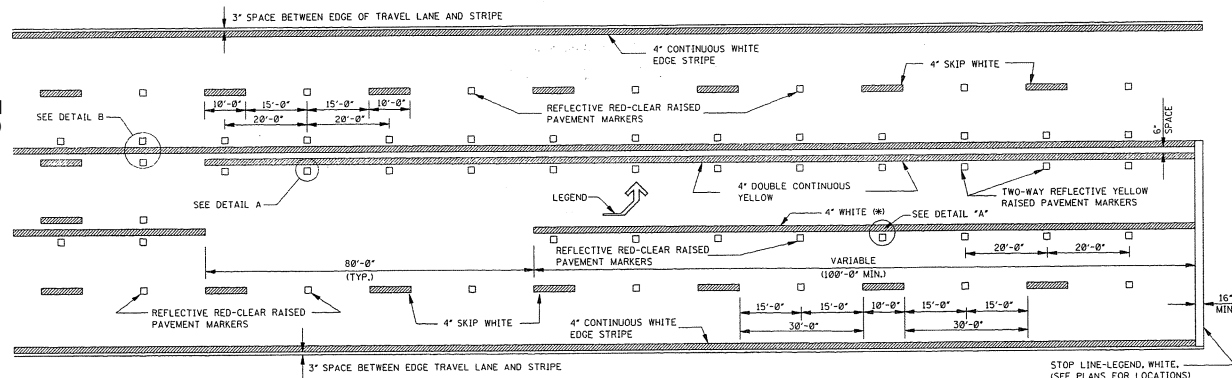 3" SPACE BETWEEN EDGE OF TRAVEL LANE AND STRIPE
4" CONTINUOUS WHITE
EDGE STRIPE
4" SKIP WHITE
10'-0" 15'-0" 15'-0" 10'-0"
REFLECTIVE RED-CLEAR RAISED
PAVEMENT MARKERS
SEE DETAIL B
20'-0" 20'-0"
6"
SPACE
SEE DETAIL A
LEGEND
4" DOUBLE CONTINUOUS
YELLOW
TWO-WAY REFLECTIVE YELLOW
RAISED PAVEMENT MARKERS
4" WHITE (*)
SEE DETAIL "A"
REFLECTIVE RED-CLEAR RAISED
PAVEMENT MARKERS
20'-0" 20'-0"
80'-0"
(TYP.)
VARIABLE
(100'-0" MIN.)
REFLECTIVE RED-CLEAR RAISED
PAVEMENT MARKERS
4" SKIP WHITE
4" CONTINUOUS WHITE
EDGE STRIPE
15'-0" 15'-0" 10'-0" 15'-0" 15'-0"
30'-0" 30'-0"
16"
MIN
3" SPACE BETWEEN EDGE TRAVEL LANE AND STRIPE
STOP LINE-LEGEND, WHITE,
(SEE PLANS FOR LOCATIONS)